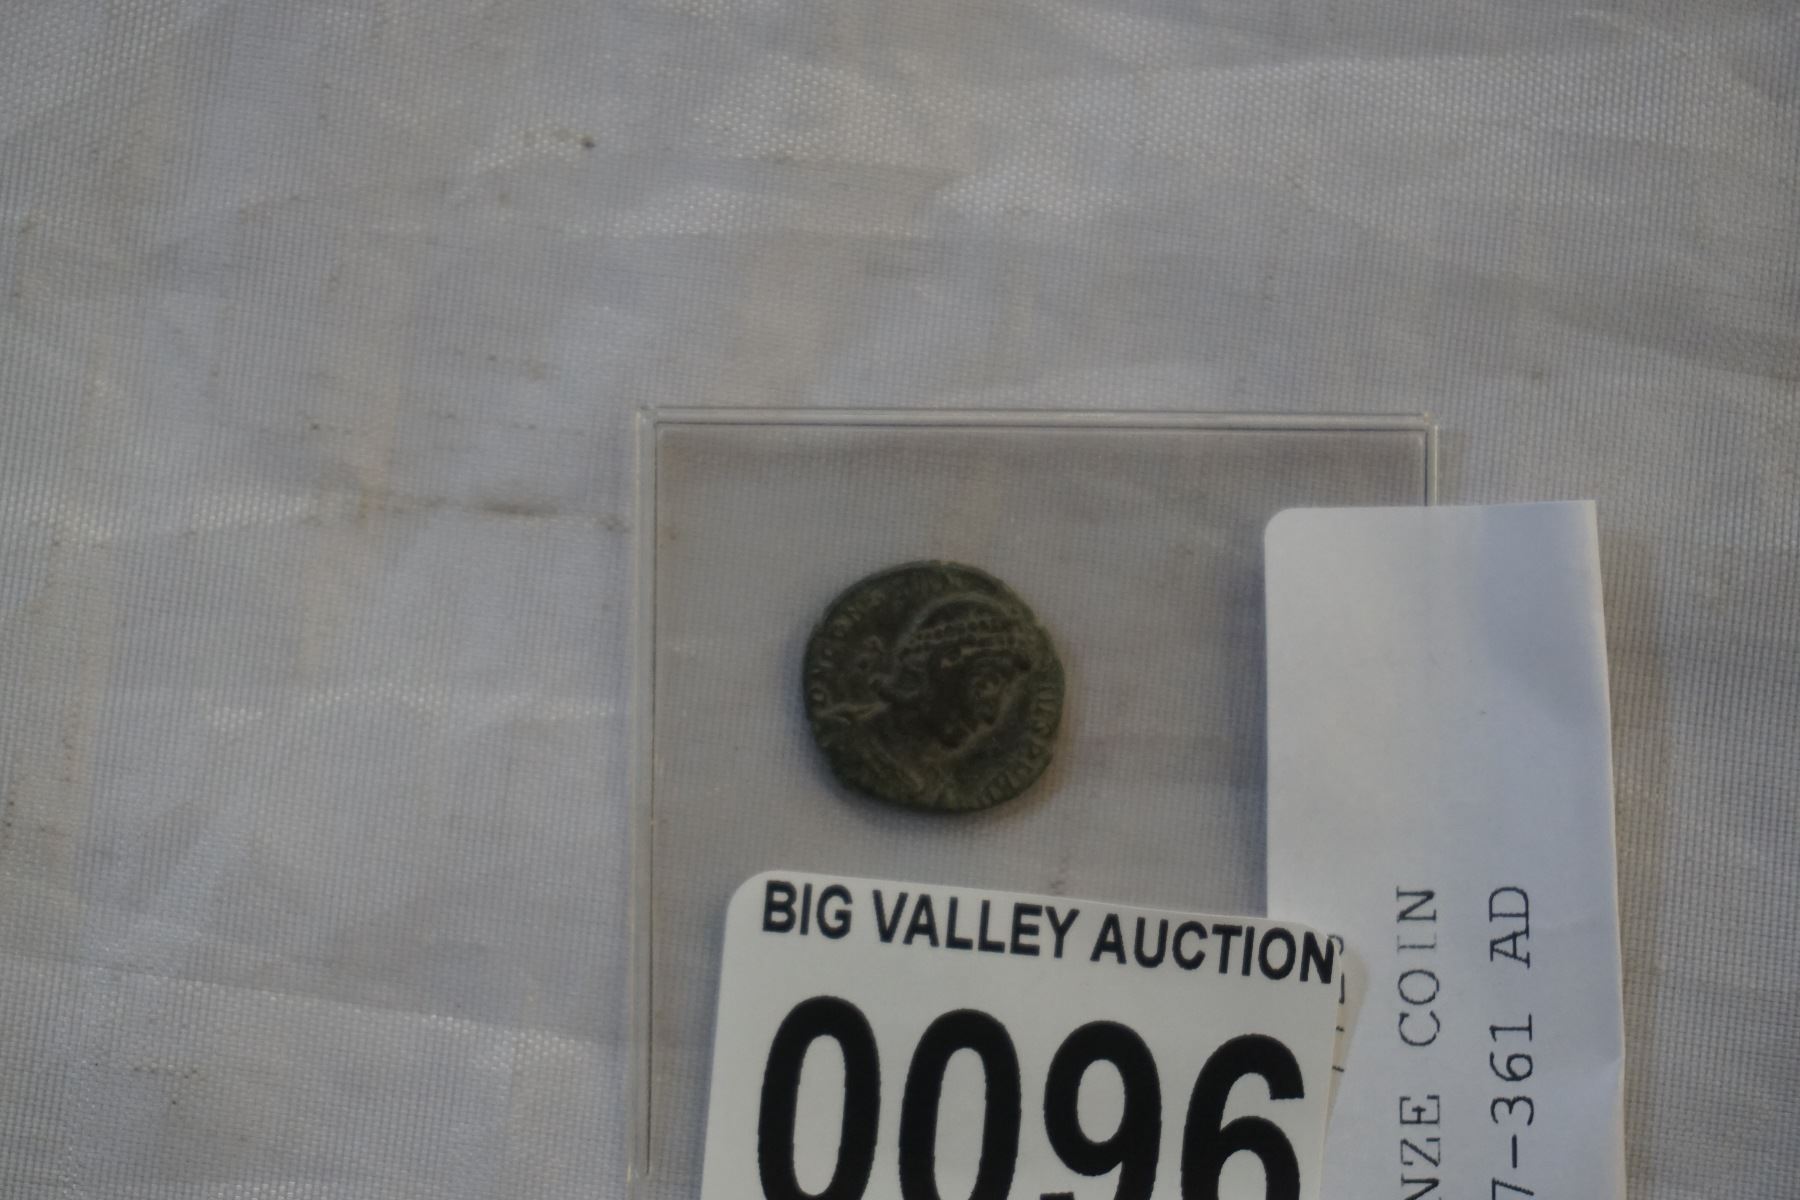 BIG VALLEY AUCTION
0096
NZE COIN
7-361 AD